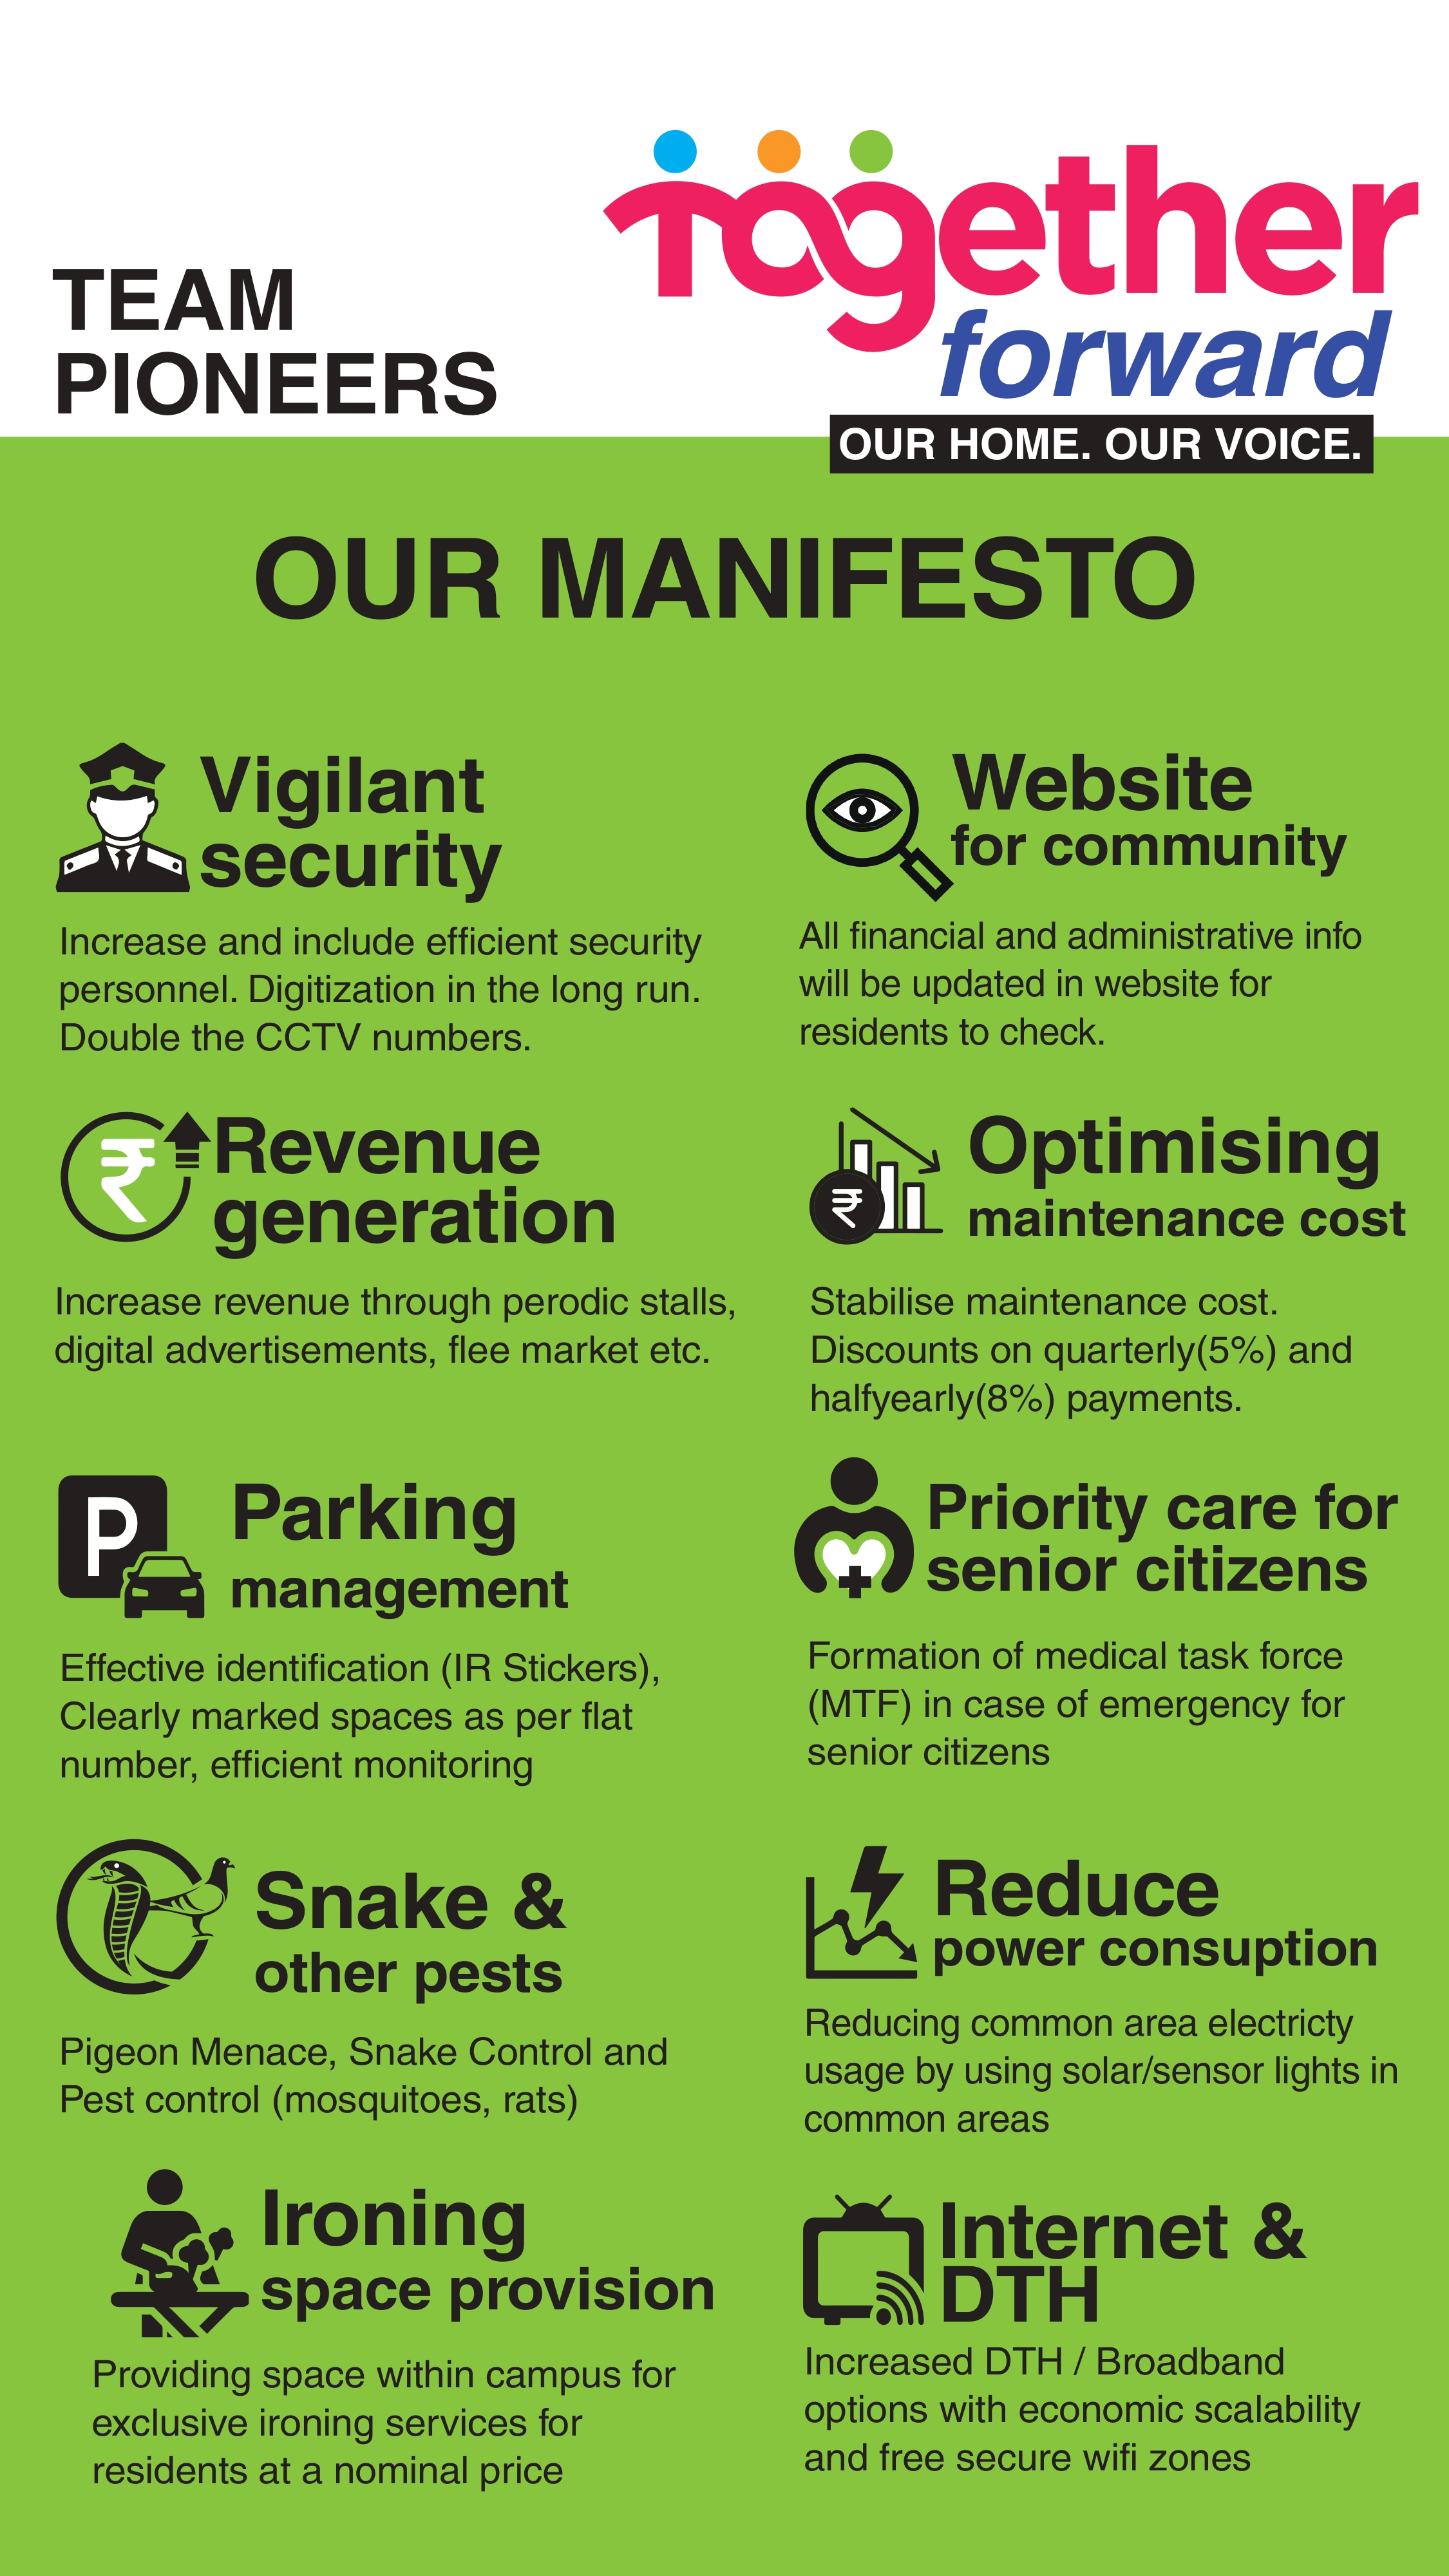 TEAM
PIONEERS
Together
forward
OUR HOME. OUR VOICE.
OUR MANIFESTO
Vigilant
security
Increase and include efficient security
personnel. Digitization in the long run.
Double the CCTV numbers.
Website
for community
All financial and administrative info
will be updated in website for
residents to check.
₹
Revenue
generation
Increase revenue through perodic stalls,
digital advertisements, flee market etc.
₹
Optimising
maintenance cost
Stabilise maintenance cost.
Discounts on quarterly(5%) and
halfyearly(8%) payments.
P
Parking
management
Effective identification (IR Stickers),
Clearly marked spaces as per flat
number, efficient monitoring
Priority care for
senior citizens
Formation of medical task force
(MTF) in case of emergency for
senior citizens
Snake &
other pests
Pigeon Menace, Snake Control and
Pest control (mosquitoes, rats)
Reduce
power consuption
Reducing common area electricty
usage by using solar/sensor lights in
common areas
Ironing
space provision
Providing space within campus for
exclusive ironing services for
residents at a nominal price
Internet &
DTH
Increased DTH / Broadband
options with economic scalability
and free secure wifi zones